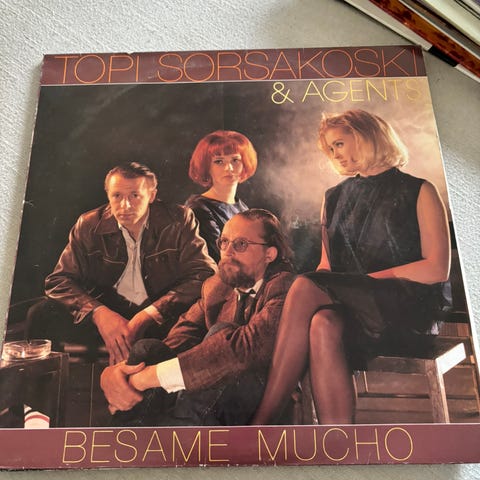 TOPI SORSAKOSKI
& AGENTS
BESAME MUCHO